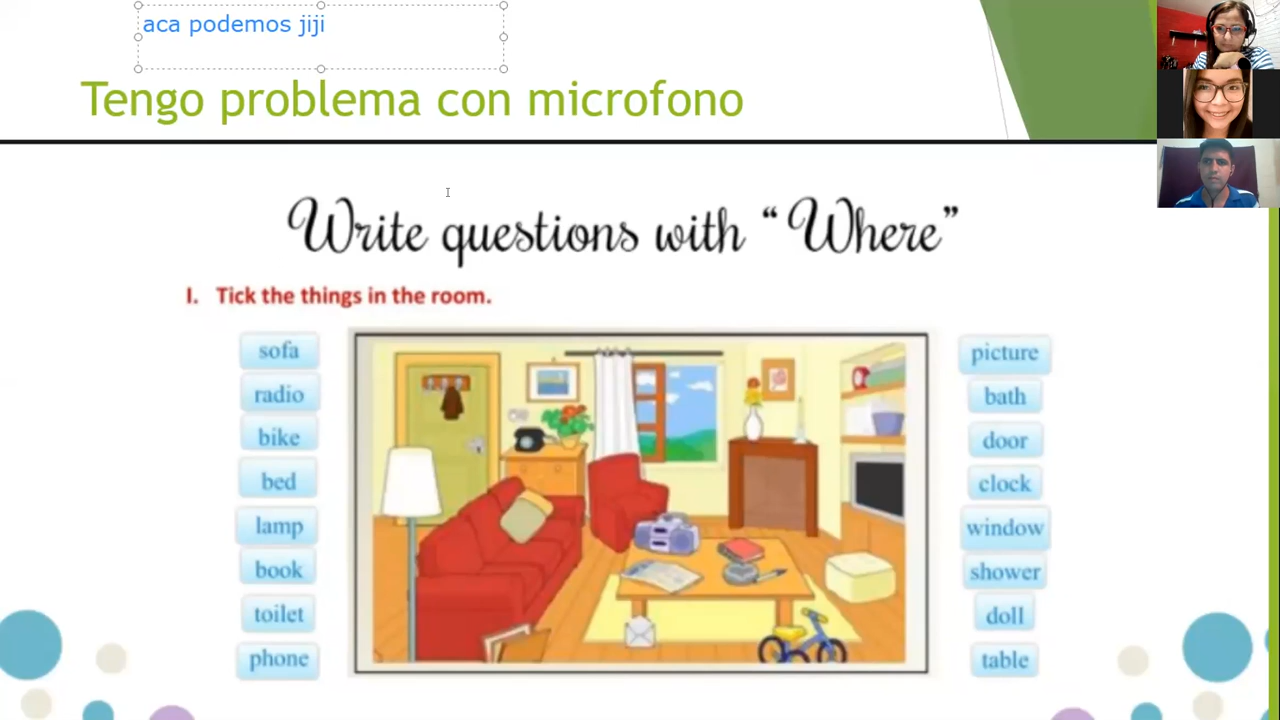 aca podemos jiji
Tengo problema con microfono
Write questions with “Where”
I. Tick the things in the room.
sofa
radio
bike
bed
lamp
book
toilet
phone
picture
bath
door
clock
window
shower
doll
table